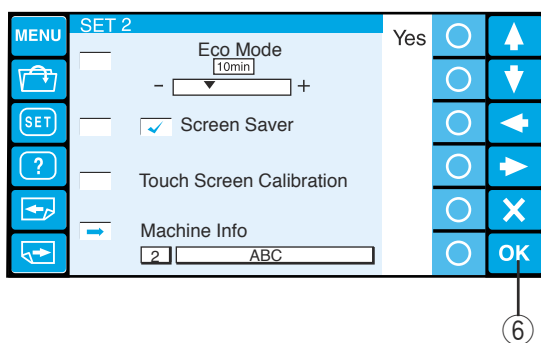 MENU
SET 2
Yes
Eco Mode
10min
- +
SET
Screen Saver
?
Touch Screen Calibration
Machine Info
2 ABC
OK
6